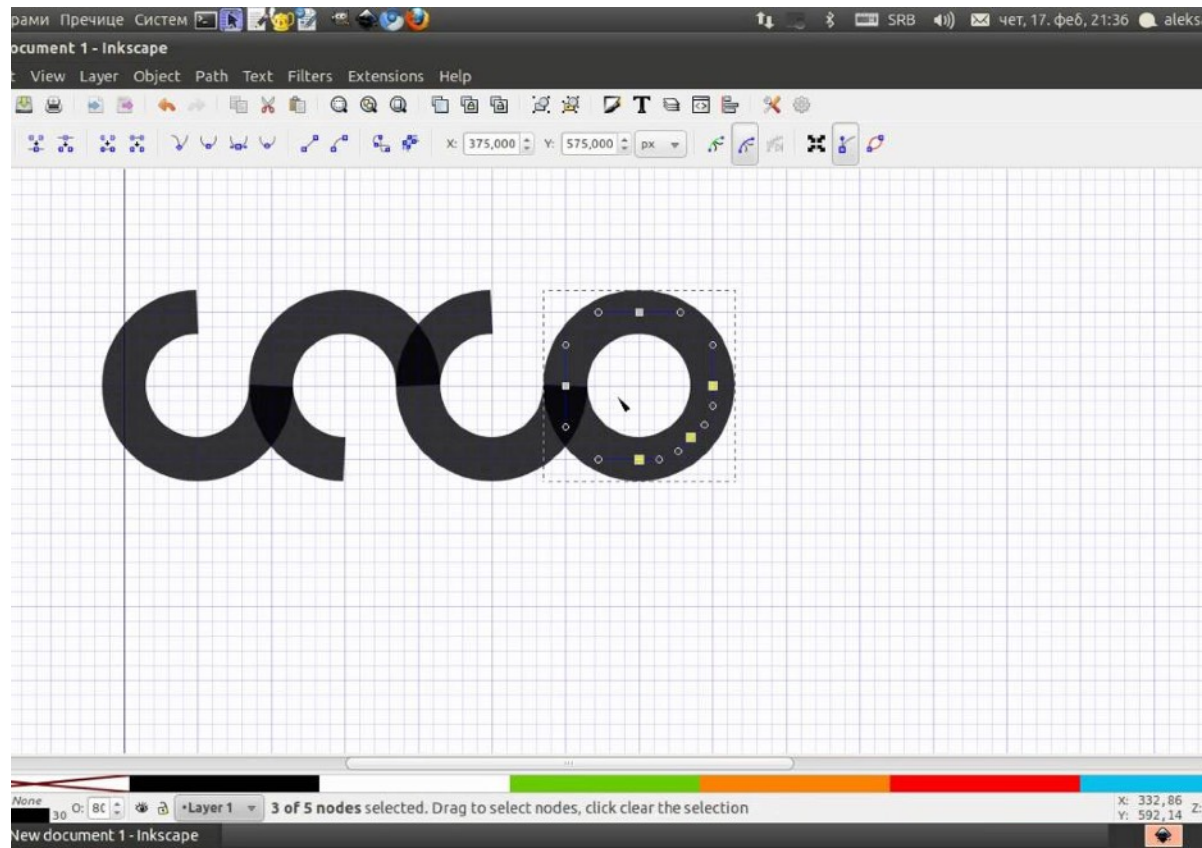 рами Пречице Систем SRB чет, 17. феб, 21:36 aleks
ocument 1 - Inkscape
t View Layer Object Path Text Filters Extensions Help
X: 375,000 Y: 575,000 px
None
30 O: 80 •Layer 1 3 of 5 nodes selected. Drag to select nodes, click clear the selection X: 332,86 Z:
Y: 592,14
New document 1 - Inkscape